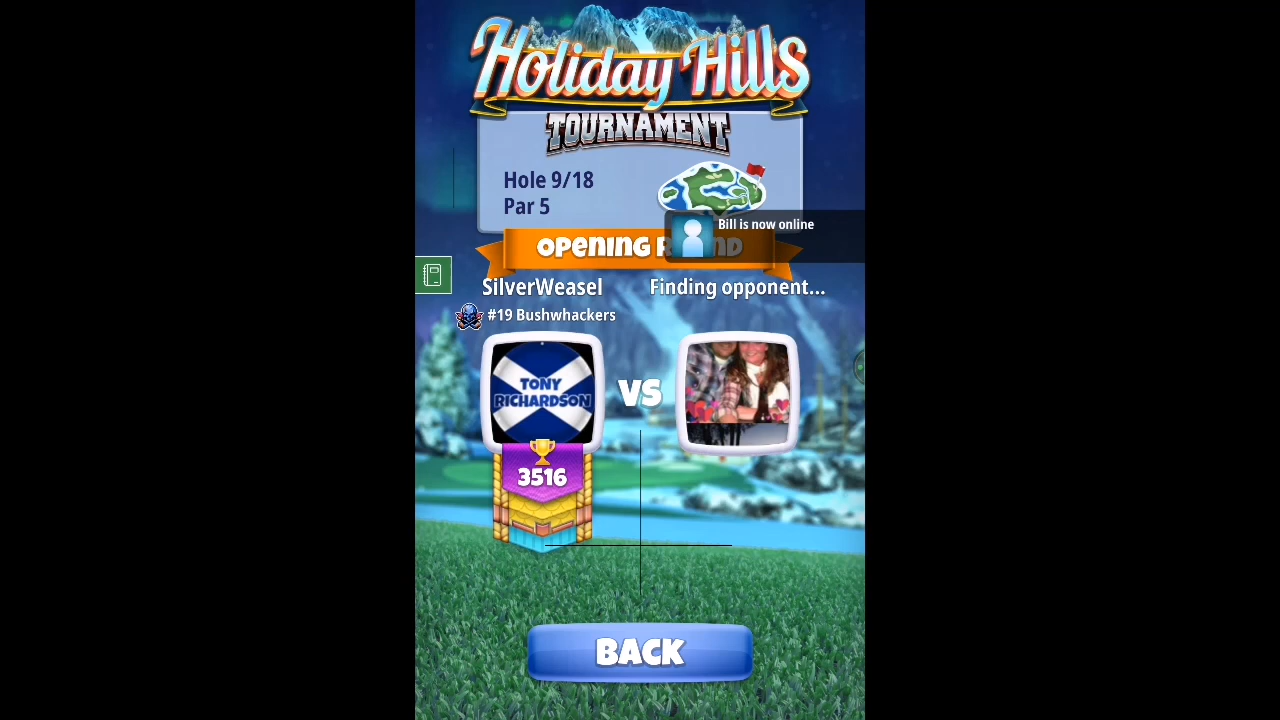 Holiday Hills
TOURNAMENT
Hole 9/18
Par 5
Bill is now online
OPENING
SilverWeasel
Finding opponent...
#19 Bushwhackers
TONY
RICHARDSON
VS
3516
BACK